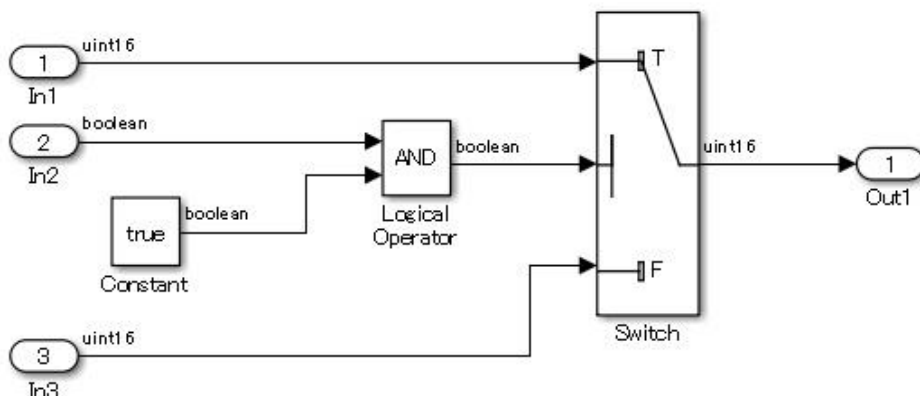 1
uint16
In1
2
boolean
In2
true
boolean
Constant
AND
boolean
Logical
Operator
3
uint16
In3
T
F
Switch
uint16
1
Out1